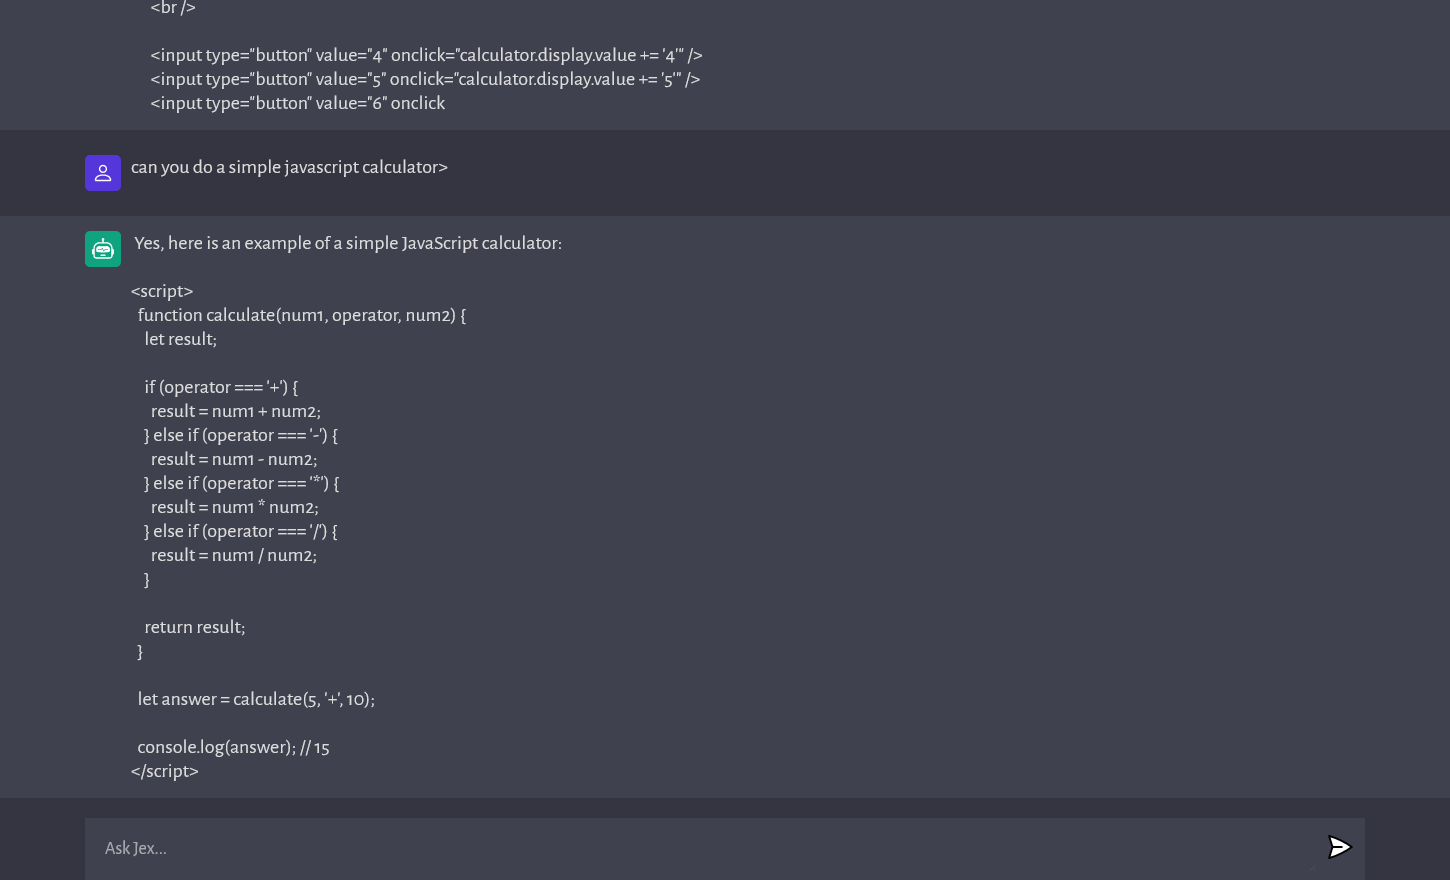 <br />
<input type="button" value="4" onclick="calculator.display.value += '4'" />
<input type="button" value="5" onclick="calculator.display.value += '5'" />
<input type="button" value="6" onclick
can you do a simple javascript calculator>
Yes, here is an example of a simple JavaScript calculator:
<script>
function calculate(num1, operator, num2) {
let result;
if (operator === '+') {
result = num1 + num2;
} else if (operator === '-') {
result = num1 - num2;
} else if (operator === '*') {
result = num1 * num2;
} else if (operator === '/') {
result = num1 / num2;
}
return result;
}
let answer = calculate(5, '+', 10);
console.log(answer); // 15
</script>
Ask Jex...